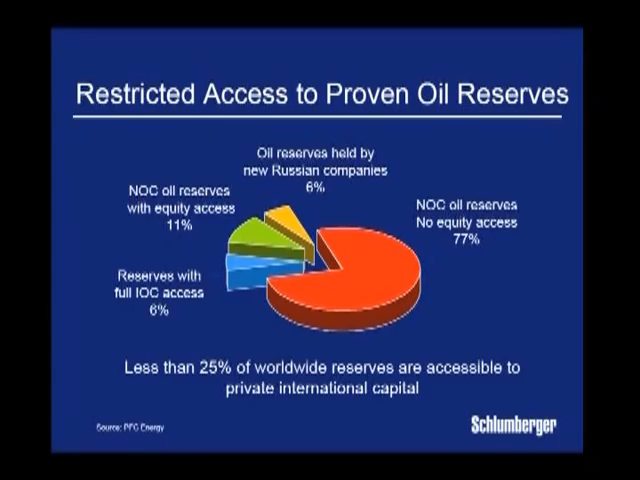 Restricted Access to Proven Oil Reserves
Oil reserves held by
new Russian companies
6%
NOC oil reserves
with equity access
11%
NOC oil reserves
No equity access
77%
Reserves with
full IOC access
6%
Less than 25% of worldwide reserves are accessible to
private international capital
Source: PFC Energy
Schlumberger